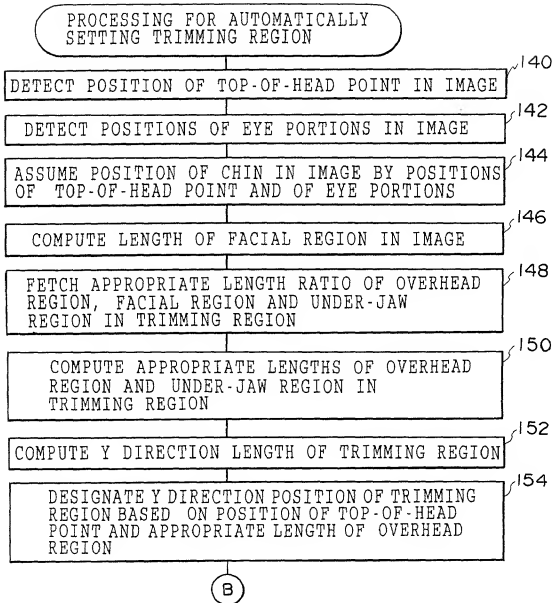 PROCESSING FOR AUTOMATICALLY
SETTING TRIMMING REGION
140
DETECT POSITION OF TOP-OF-HEAD POINT IN IMAGE
142
DETECT POSITIONS OF EYE PORTIONS IN IMAGE
144
ASSUME POSITION OF CHIN IN IMAGE BY POSITIONS
OF TOP-OF-HEAD POINT AND OF EYE PORTIONS
146
COMPUTE LENGTH OF FACIAL REGION IN IMAGE
148
FETCH APPROPRIATE LENGTH RATIO OF OVERHEAD
REGION, FACIAL REGION AND UNDER-JAW
REGION IN TRIMMING REGION
150
COMPUTE APPROPRIATE LENGTHS OF OVERHEAD
REGION AND UNDER-JAW REGION IN
TRIMMING REGION
152
COMPUTE Y DIRECTION LENGTH OF TRIMMING REGION
154
DESIGNATE Y DIRECTION POSITION OF TRIMMING
REGION BASED ON POSITION OF TOP-OF-HEAD
POINT AND APPROPRIATE LENGTH OF OVERHEAD
REGION
B